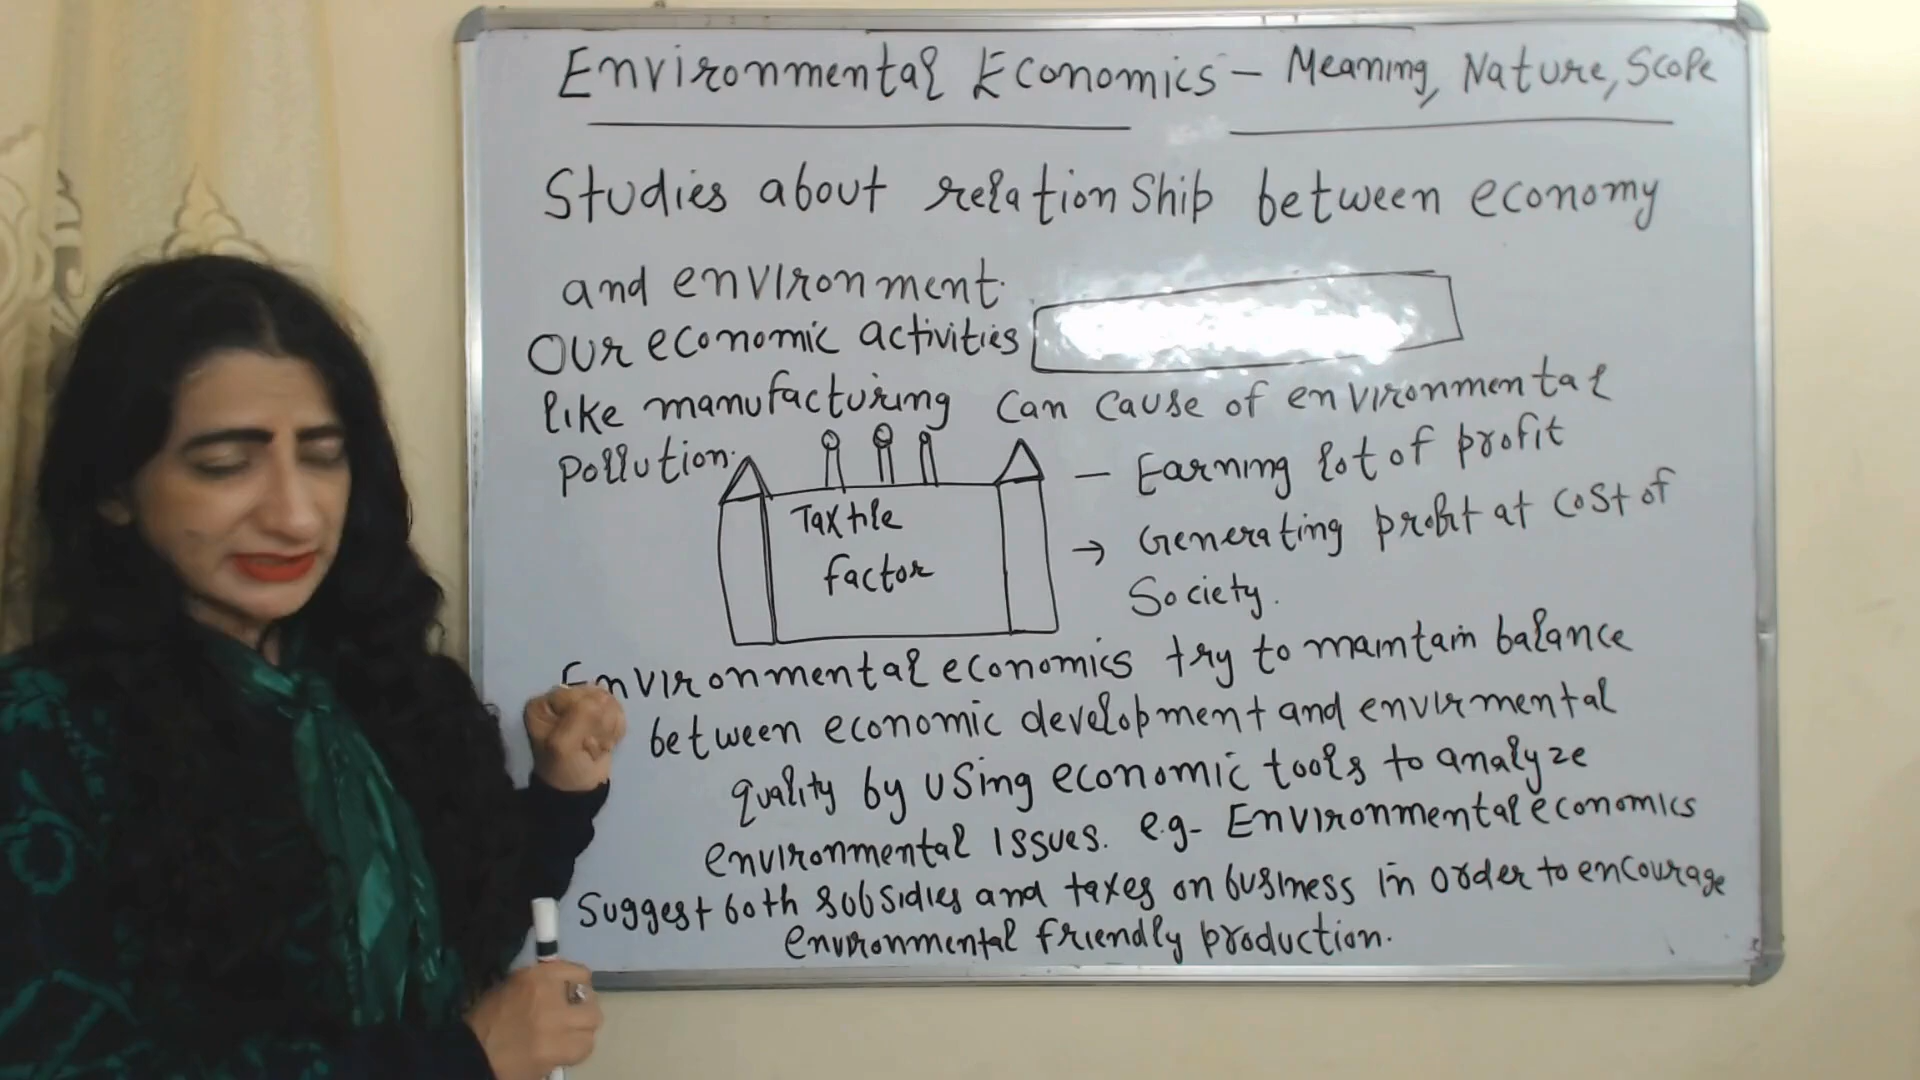 Environmental Economics - Meaning, Nature, Scope
Studies about relationship between economy
and environment.
Our economic activities
like manufacturing can cause of environmental
pollution.
Taxtile
factor
- Earning lot of profit
→ Generating profit at cost of
Society.
Environmental economics try to maintain balance
between economic development and envirmental
quality by using economic tools to analyze
environmental issues. e.g- Environmental economics
suggest both subsidies and taxes on business in order to encourage
environmental friendly production.